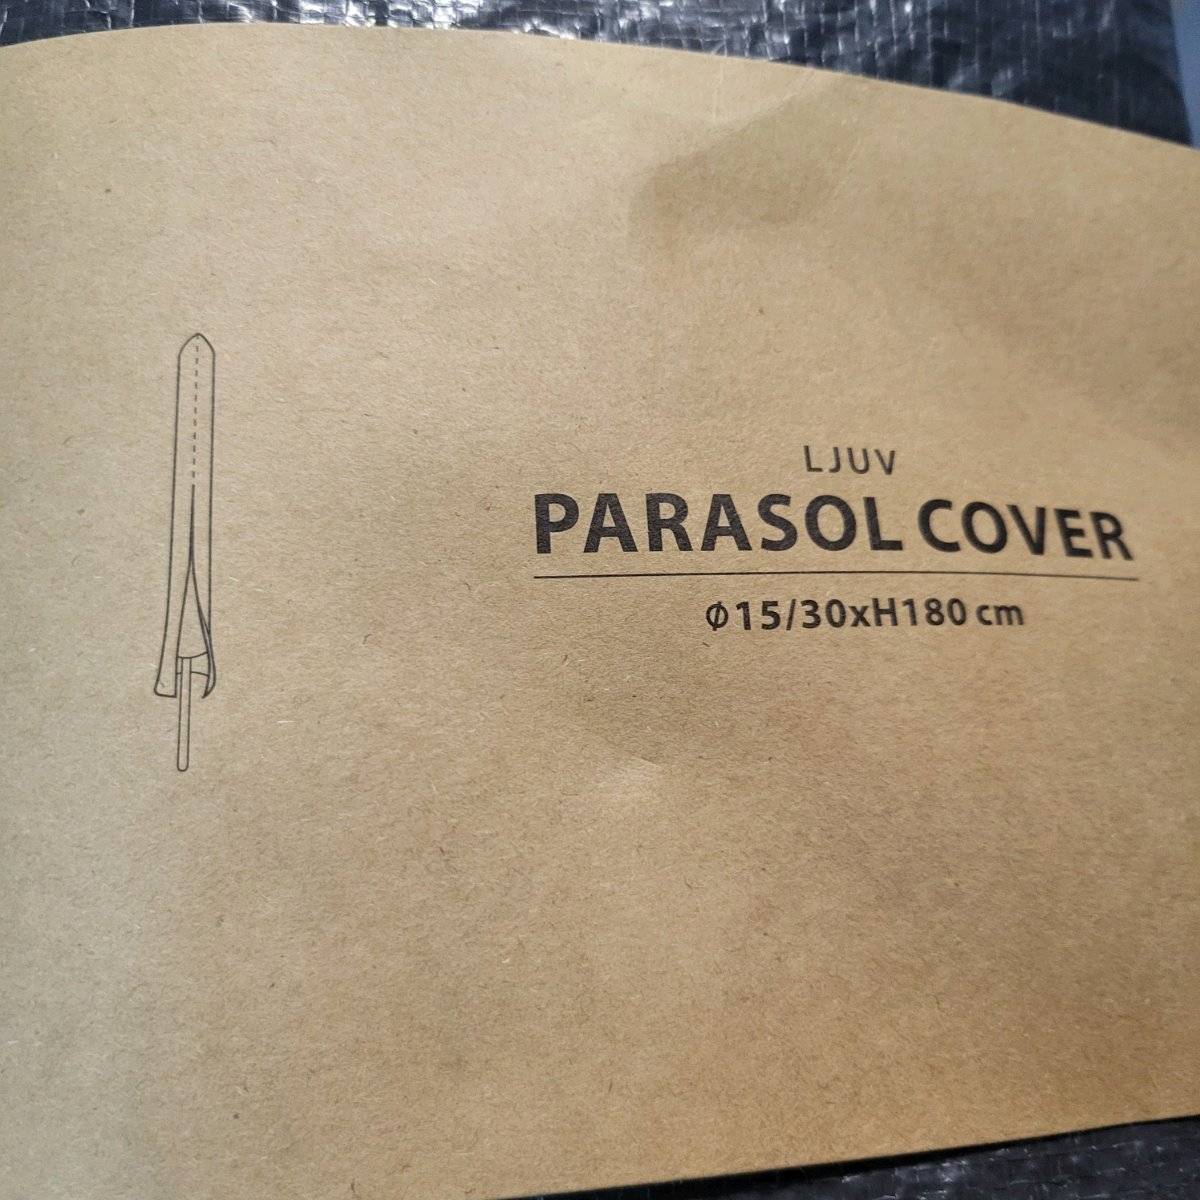 LJUV
PARASOL COVER
Ø15/30xH180 cm